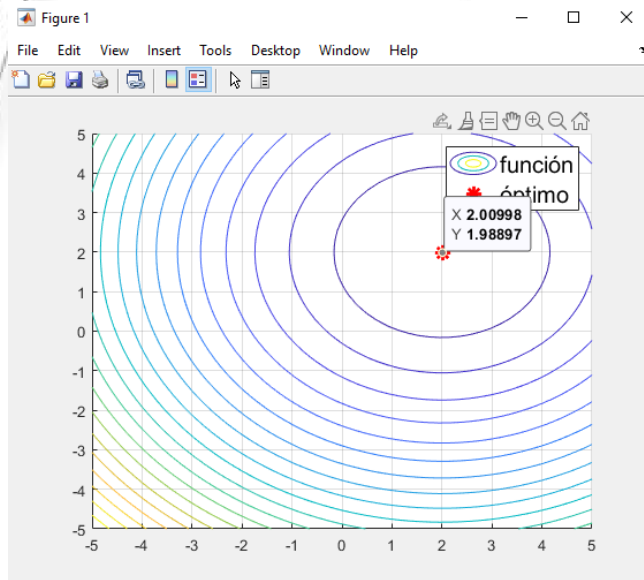 Figure 1
File Edit View Insert Tools Desktop Window Help
función
óptimo
X 2.00998
Y 1.98897
5
4
3
2
1
0
-1
-2
-3
-4
-5
-5 -4 -3 -2 -1 0 1 2 3 4 5